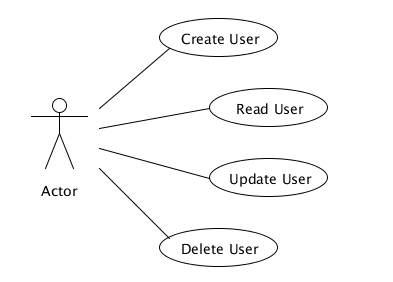 Create User
Read User
Update User
Actor
Delete User